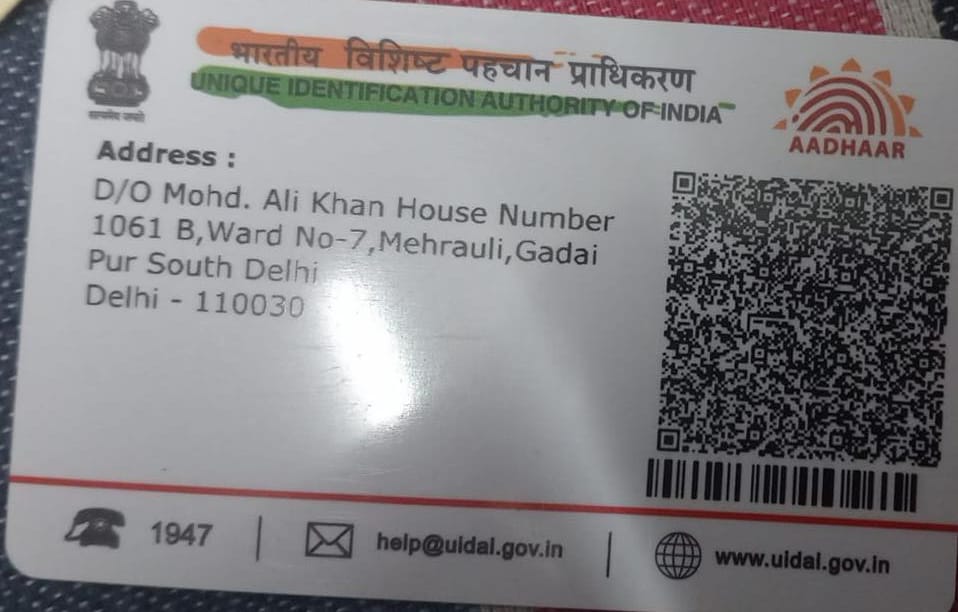 भारतीय विशिष्ट पहचान प्राधिकरण
UNIQUE IDENTIFICATION AUTHORITY OF INDIA
AADHAAR
Address :
D/O Mohd. Ali Khan House Number
1061 B,Ward No-7,Mehrauli,Gadai
Pur South Delhi
Delhi - 110030
1947
help@uidai.gov.in
www.uidai.gov.in